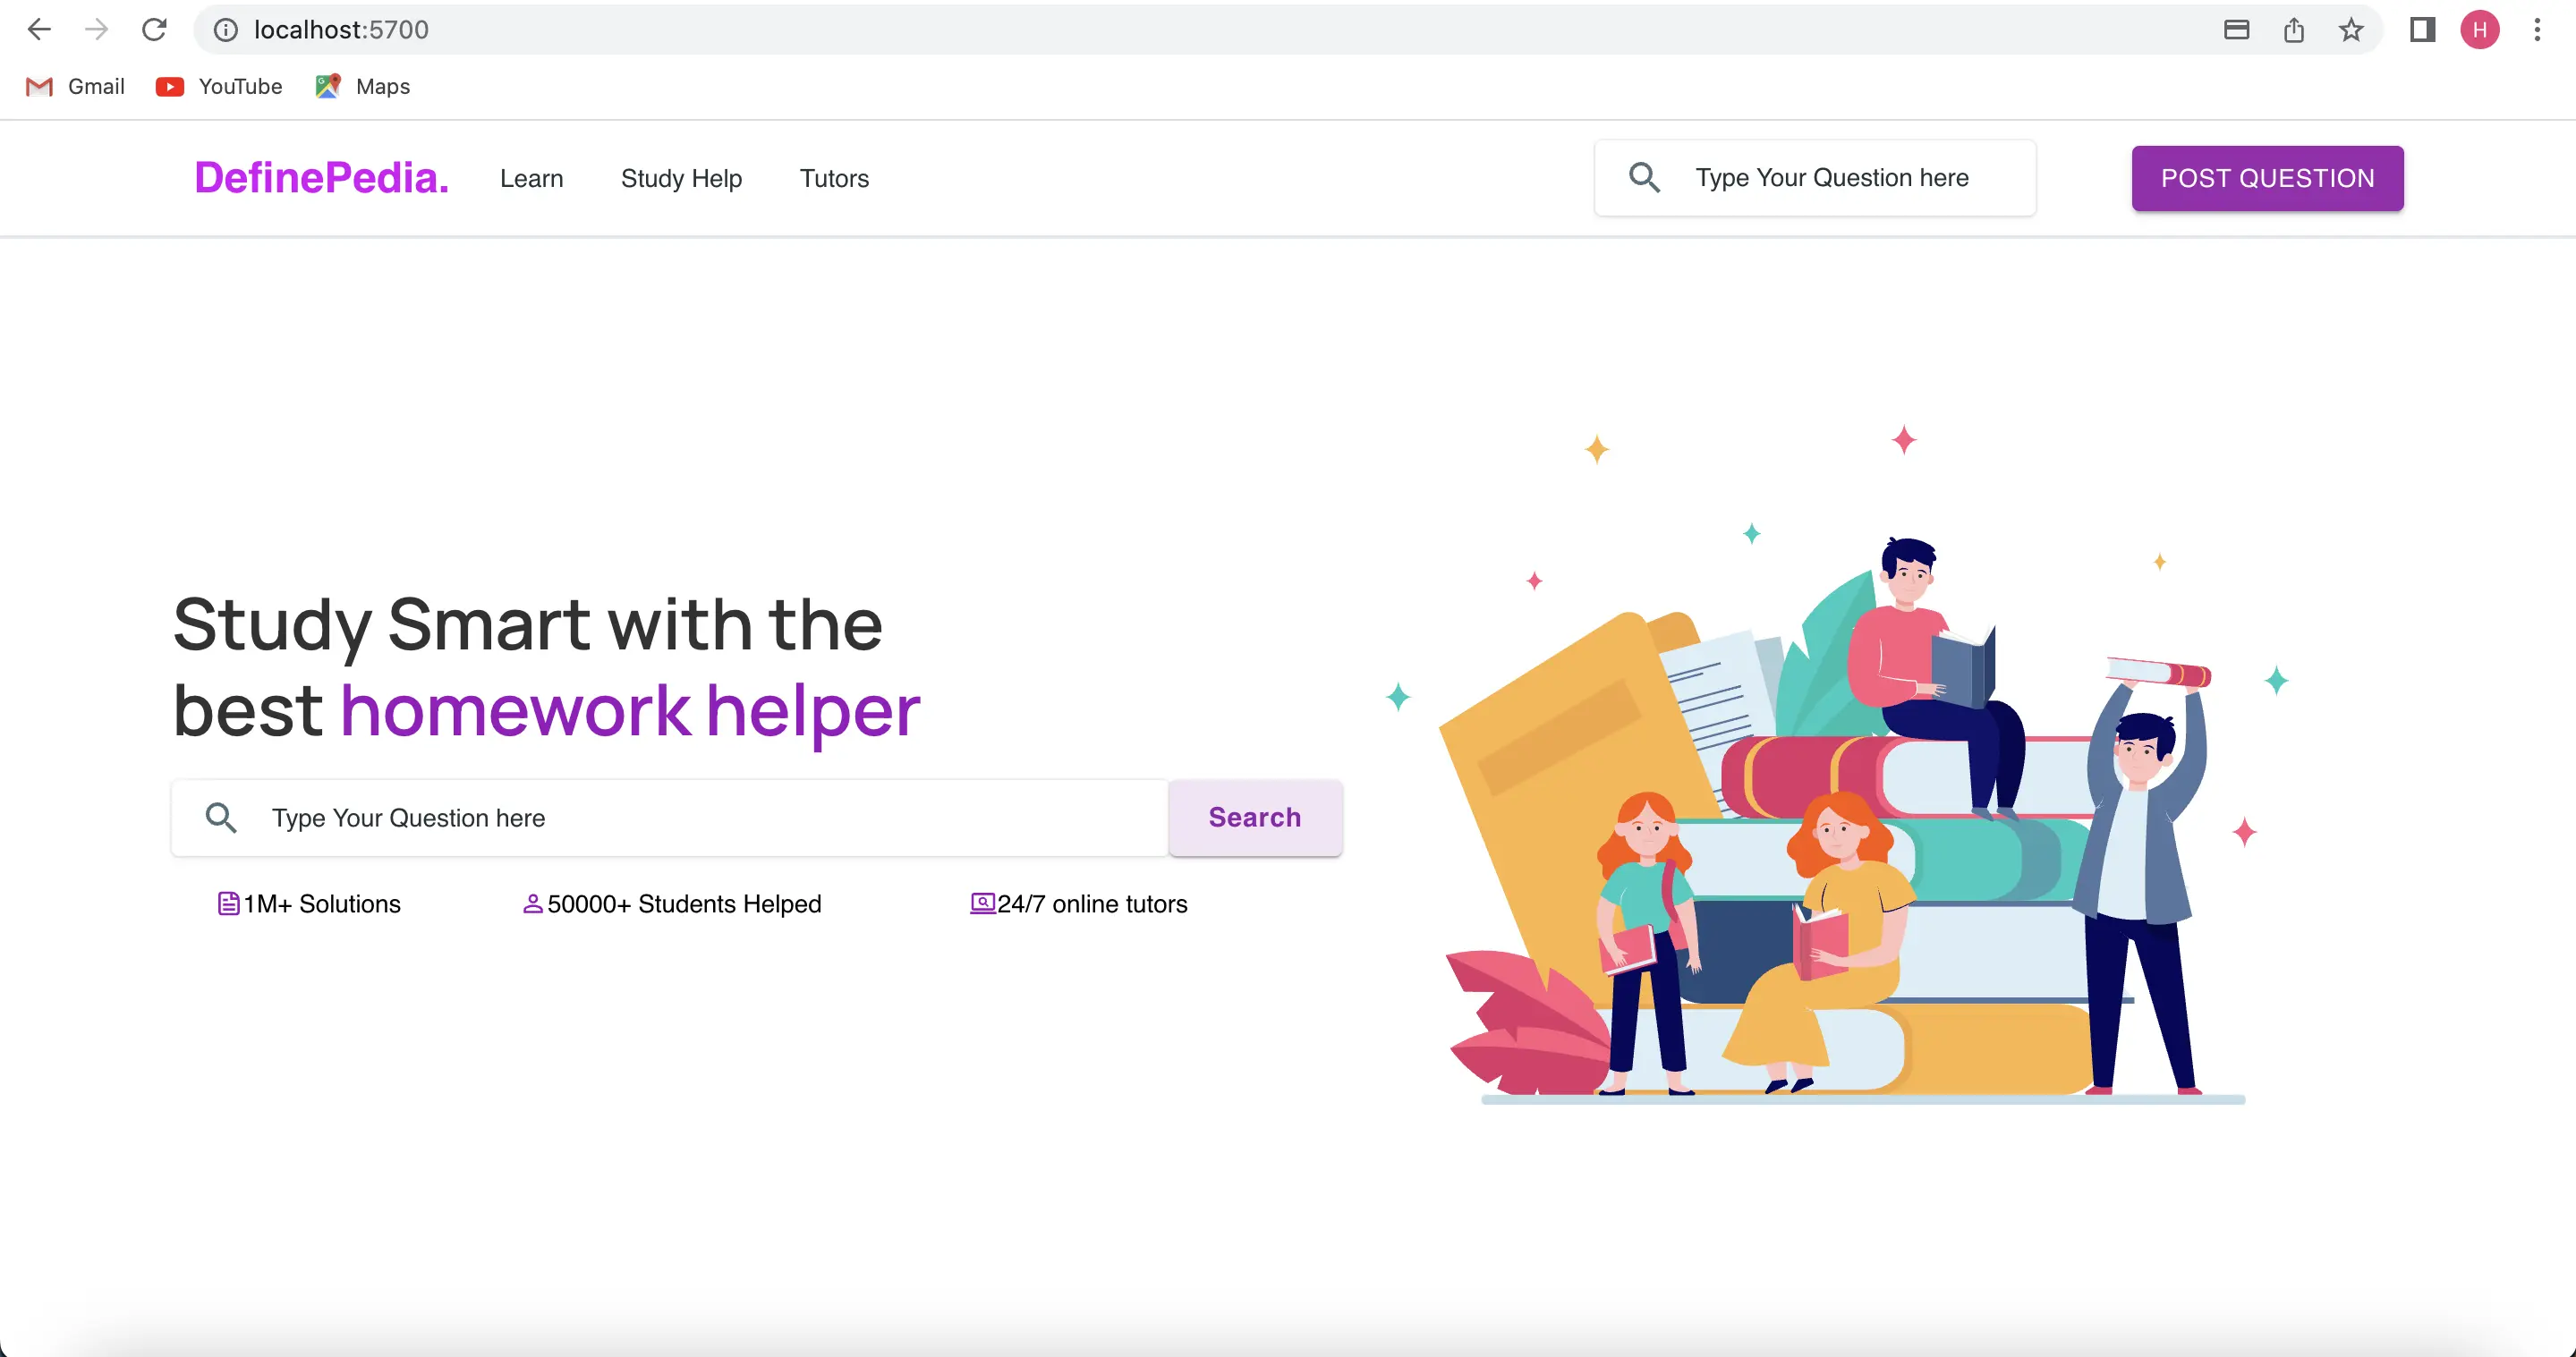 localhost:5700
Gmail YouTube Maps
DefinePedia. Learn Study Help Tutors Type Your Question here POST QUESTION
Study Smart with the
best homework helper
Type Your Question here Search
1M+ Solutions 50000+ Students Helped 24/7 online tutors
H